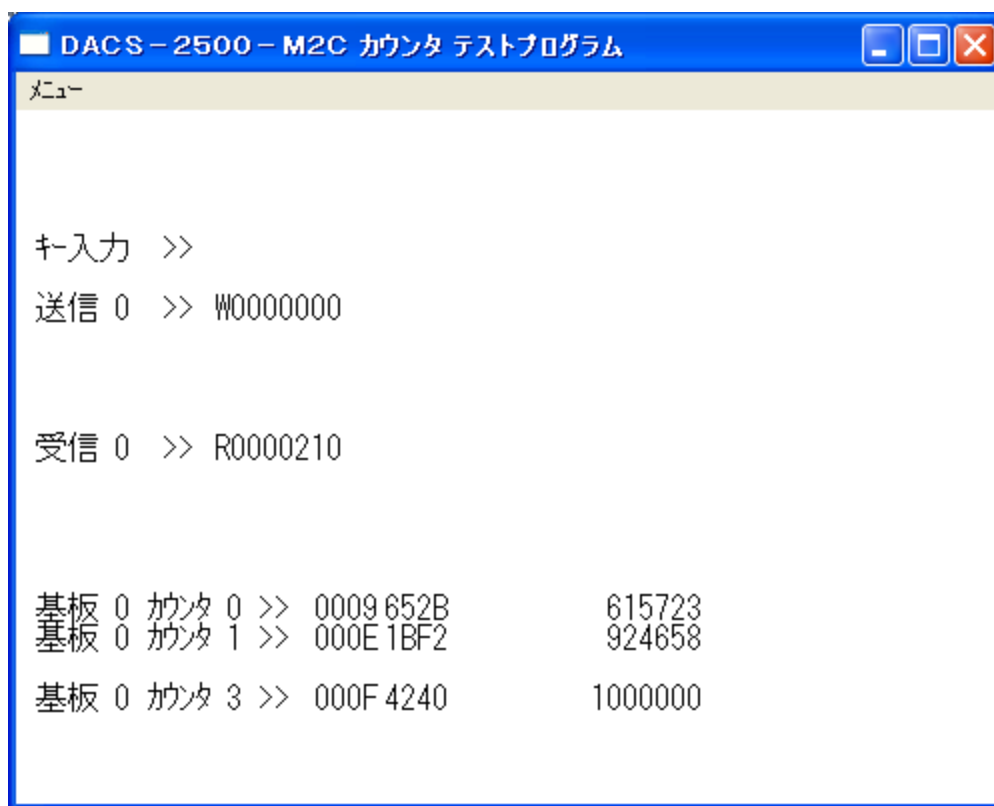 DACS－2500－M2C カウンタ テストプログラム
メニュー
キー入力 >>
送信 0 >> W0000000
受信 0 >> R0000210
基板 0 カウンタ 0 >> 0009 652B 615723
基板 0 カウンタ 1 >> 000E 1BF2 924658
基板 0 カウンタ 3 >> 000F 4240 1000000